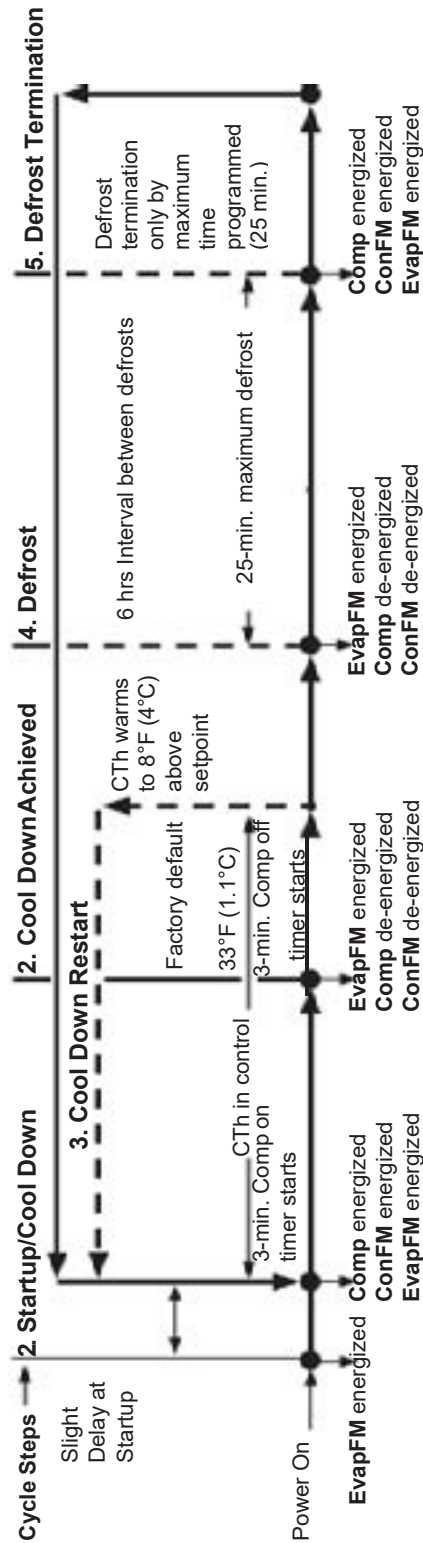 Cycle Steps
2. Startup/Cool Down
2. Cool Down Achieved
4. Defrost
5. Defrost Termination
Slight
Delay at
Startup
3. Cool Down Restart
Factory default
CTh warms
to 8°F (4°C)
above
setpoint
6 hrs Interval between defrosts
Defrost
termination
only by
maximum
time
programmed
(25 min.)
CTh in control
33°F (1.1°C)
25-min. maximum defrost
3-min. Comp on
timer starts
3-min. Comp off
timer starts
Power On
EvapFM energized
Comp energized
ConFM energized
EvapFM energized
EvapFM energized
Comp de-energized
ConFM de-energized
EvapFM energized
Comp de-energized
ConFM de-energized
Comp energized
ConFM energized
EvapFM energized